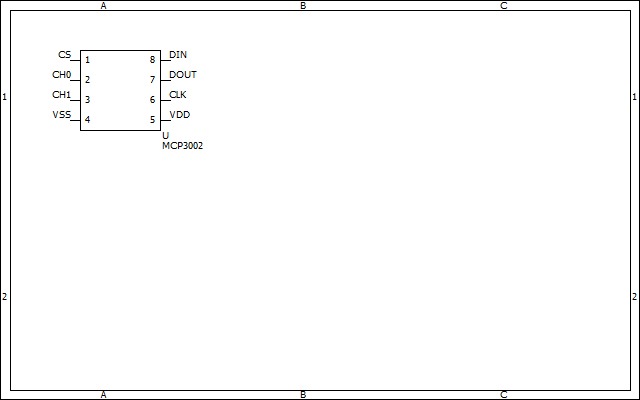 A B C
CS 1 8 DIN
CH0 2 7 DOUT
1 CH1 3 6 CLK 1
VSS 4 5 VDD
U
MCP3002
2 2
A B C